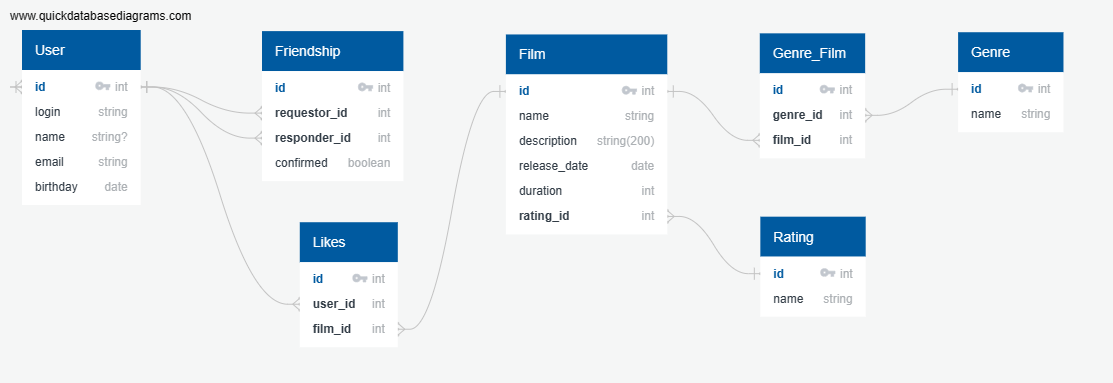 www.quickdatabasediagrams.com
User
id int
login string
name string?
email string
birthday date
Friendship
id int
requestor_id int
responder_id int
confirmed boolean
Likes
id int
user_id int
film_id int
Film
id int
name string
description string(200)
release_date date
duration int
rating_id int
Genre_Film
id int
genre_id int
film_id int
Genre
id int
name string
Rating
id int
name string